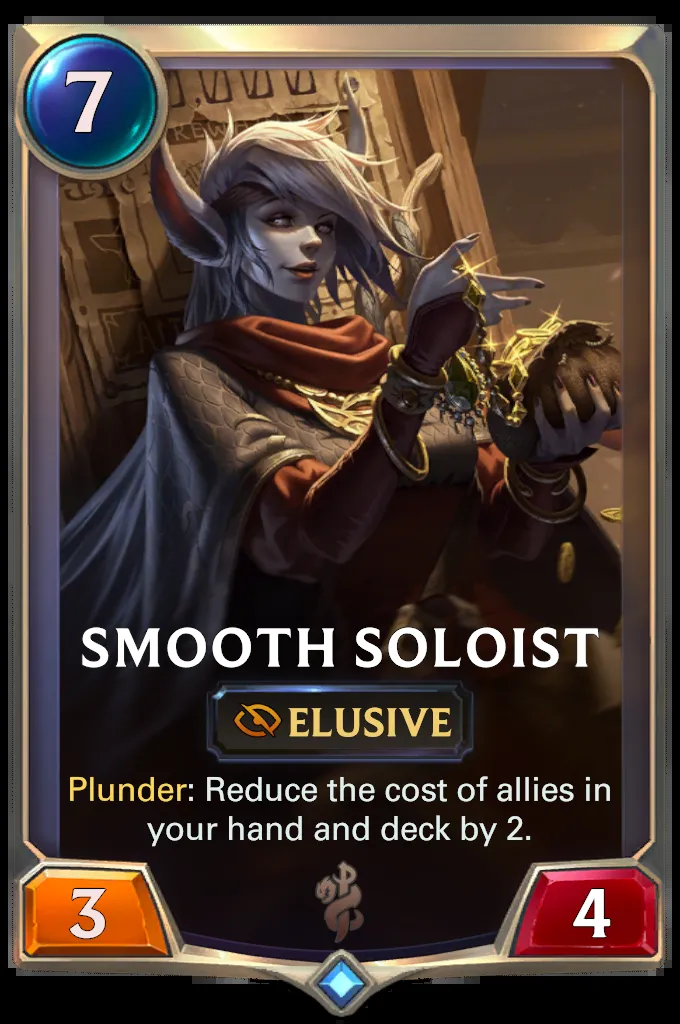 7
SMOOTH SOLOIST
ELUSIVE
Plunder: Reduce the cost of allies in
your hand and deck by 2.
3
4